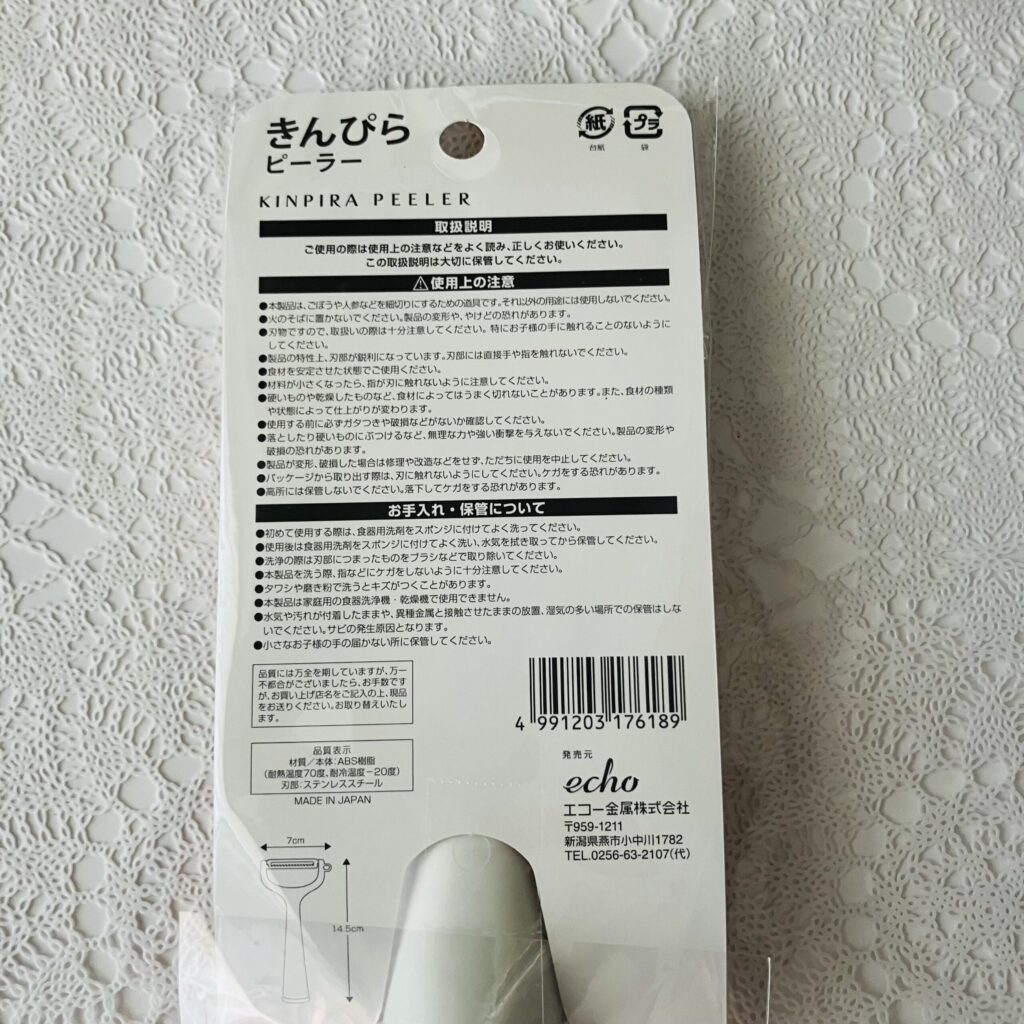 きんぴら
ピーラー
KINPIRA PEELER
紙
台紙
プラ
袋
取扱説明
ご使用の際は使用上の注意などをよく読み、正しくお使いください。
この取扱説明は大切に保管してください。
⚠使用上の注意
●本製品は、ごぼうや人参などを細切りにするための道具です。それ以外の用途には使用しないでください。
●火のそばに置かないでください。製品の変形や、やけどの恐れがあります。
●刃物ですので、取扱いの際は十分注意してください。特にお子様の手に触れることのないように
してください。
●製品の特性上、刃部が鋭利になっています。刃部には直接手や指を触れないでください。
●食材を安定させた状態でご使用ください。
●材料が小さくなったら、指が刃に触れないように注意してください。
●硬いものや乾燥したものなど、食材によってはうまく切れないことがあります。また、食材の種類
や状態によって仕上がりが変わります。
●使用する前に必ずガタつきや破損などがないか確認してください。
●落としたり硬いものにぶつけるなど、無理な力や強い衝撃を与えないでください。製品の変形や
破損の恐れがあります。
●製品が変形、破損した場合は修理や改造などをせず、ただちに使用を中止してください。
●パッケージから取り出す際は、刃に触れないようにしてください。ケガをする恐れがあります。
●高所には保管しないでください。落下してケガをする恐れがあります。
お手入れ・保管について
●初めて使用する際は、食器用洗剤をスポンジに付けてよく洗ってください。
●使用後は食器用洗剤をスポンジに付けてよく洗い、水気を拭き取ってから保管してください。
●洗浄の際は刃部につまったものをブラシなどで取り除いてください。
●本製品を洗う際、指などにケガをしないように十分注意してください。
●タワシや磨き粉で洗うとキズがつくことがあります。
●本製品は家庭用の食器洗浄機・乾燥機で使用できません。
●水気や汚れが付着したままや、異種金属と接触させたままの放置、湿気の多い場所での保管はしな
いでください。サビの発生原因となります。
●小さなお子様の手の届かない所に保管してください。
品質には万全を期していますが、万一
不都合がございましたら、お手数です
が、お買い上げ店名をご記入の上、現品
をお送りください。お取り替えいたし
ます。
4 991203 176189
品質表示
材質/本体:ABS樹脂
(耐熱温度70度、耐冷温度-20度)
刃部:ステンレススチール
MADE IN JAPAN
発売元
echo
エコー金属株式会社
〒959-1211
新潟県燕市小中川1782
TEL.0256-63-2107(代)
7cm
14.5cm